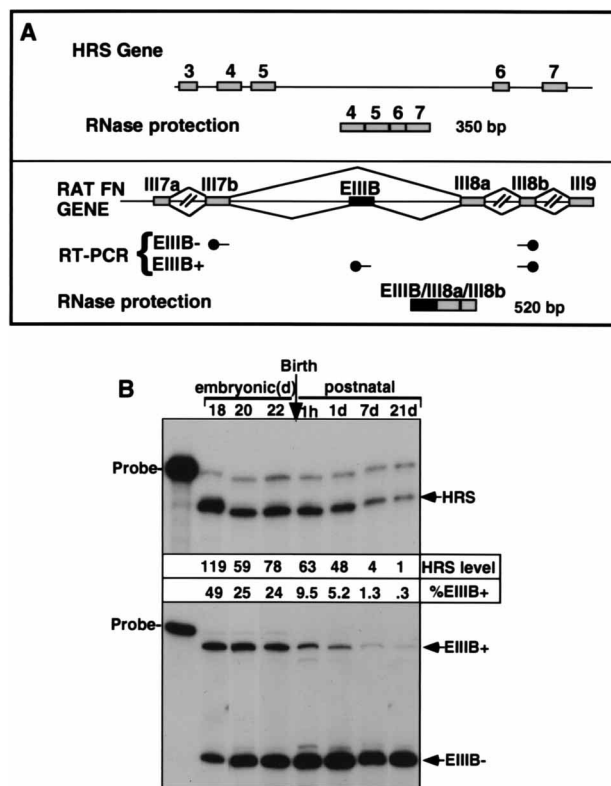 A
HRS Gene
3 4 5 6 7
RNase protection 4 5 6 7 350 bp
RAT FN GENE III7a III7b EIIIB III8a III8b III9
RT-PCR { EIIIB-
EIIIB+
EIIIB/III8a/III8b
RNase protection 520 bp
B
Birth
embryonic(d) postnatal
18 20 22 1h 1d 7d 21d
Probe-
HRS
119 59 78 63 48 4 1 HRS level
49 25 24 9.5 5.2 1.3 .3 %EIIIB+
Probe-
EIIIB+
EIIIB-